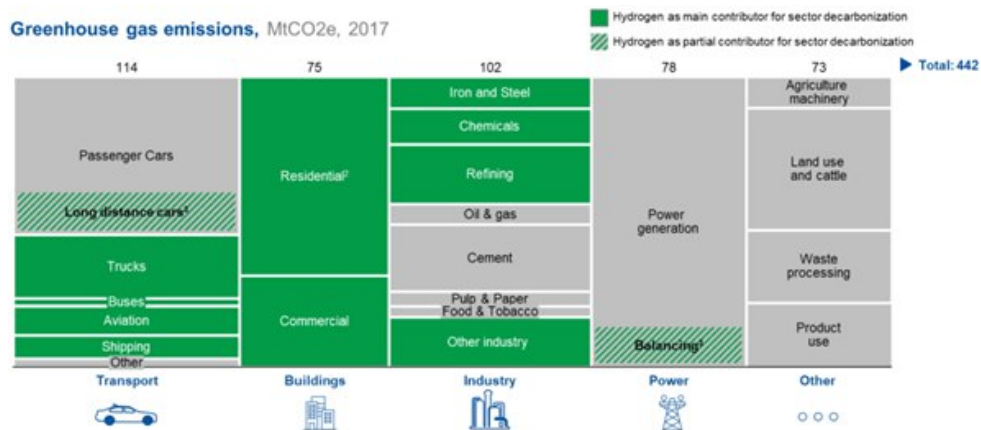 Greenhouse gas emissions, MtCO2e, 2017
Hydrogen as main contributor for sector decarbonization
Hydrogen as partial contributor for sector decarbonization
114
75
102
78
73
Total: 442
Passenger Cars
Long distance cars¹
Trucks
Buses
Aviation
Shipping
Other
Residential²
Commercial
Iron and Steel
Chemicals
Refining
Oil & gas
Cement
Pulp & Paper
Food & Tobacco
Other industry
Power
generation
Balancing³
Agriculture
machinery
Land use
and cattle
Waste
processing
Product
use
Transport
Buildings
Industry
Power
Other